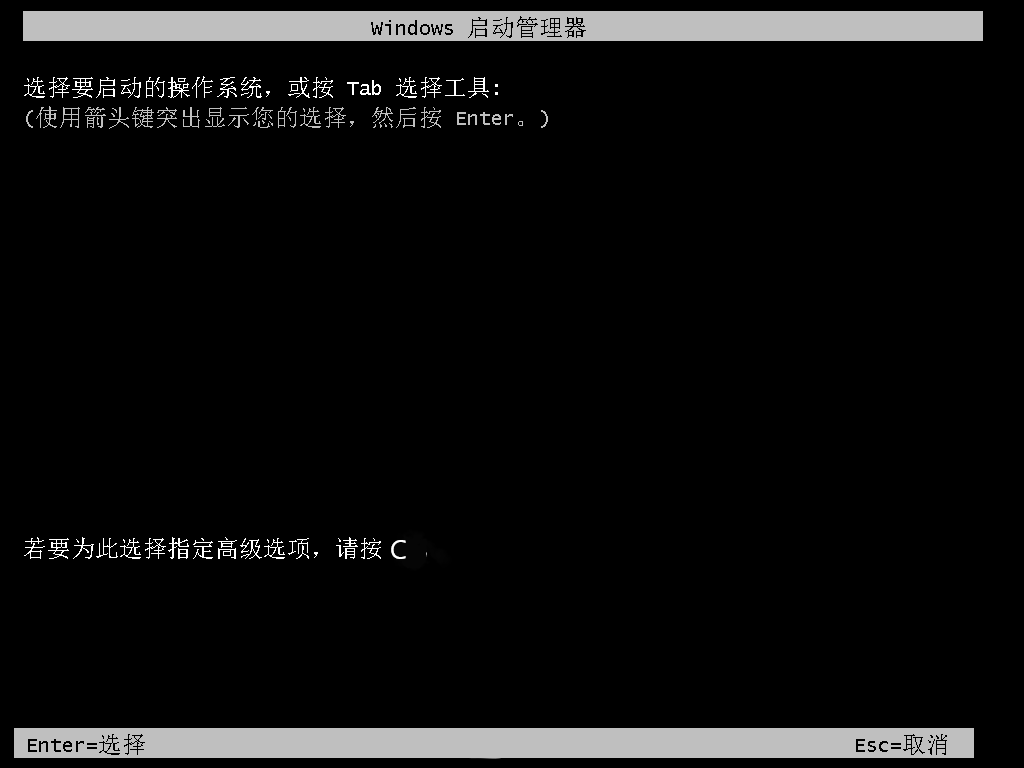 Windows 启动管理器
选择要启动的操作系统，或按 Tab 选择工具:
(使用箭头键突出显示您的选择，然后按 Enter。)
若要为此选择指定高级选项，请按 C
Enter=选择 Esc=取消